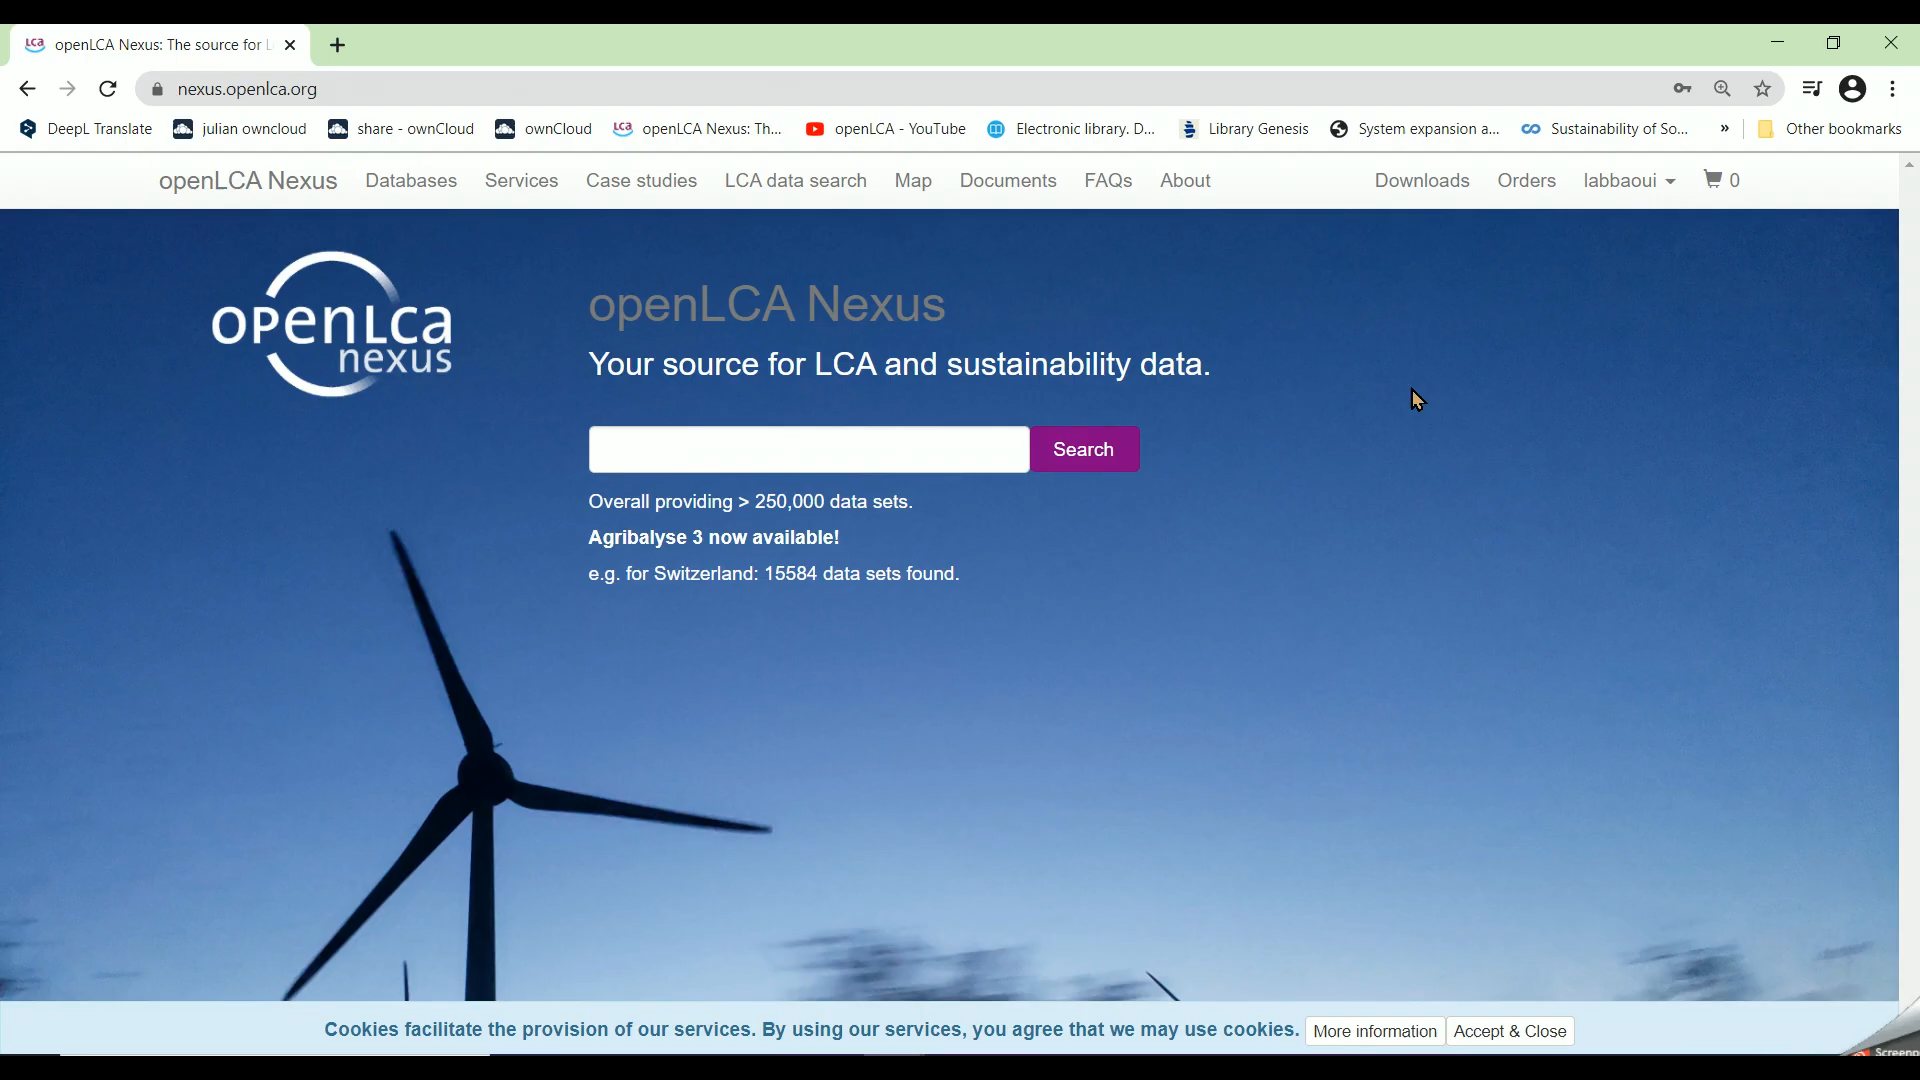 LCA openLCA Nexus: The source for L
nexus.openlca.org
DeepL Translate julian owncloud share - ownCloud ownCloud LCA openLCA Nexus: Th... openLCA - YouTube Electronic library. D... Library Genesis System expansion a... Sustainability of So... » Other bookmarks
openLCA Nexus Databases Services Case studies LCA data search Map Documents FAQs About Downloads Orders labbaoui 0
openLca
nexus
openLCA Nexus
Your source for LCA and sustainability data.
Search
Overall providing > 250,000 data sets.
Agribalyse 3 now available!
e.g. for Switzerland: 15584 data sets found.
Cookies facilitate the provision of our services. By using our services, you agree that we may use cookies. More information Accept & Close